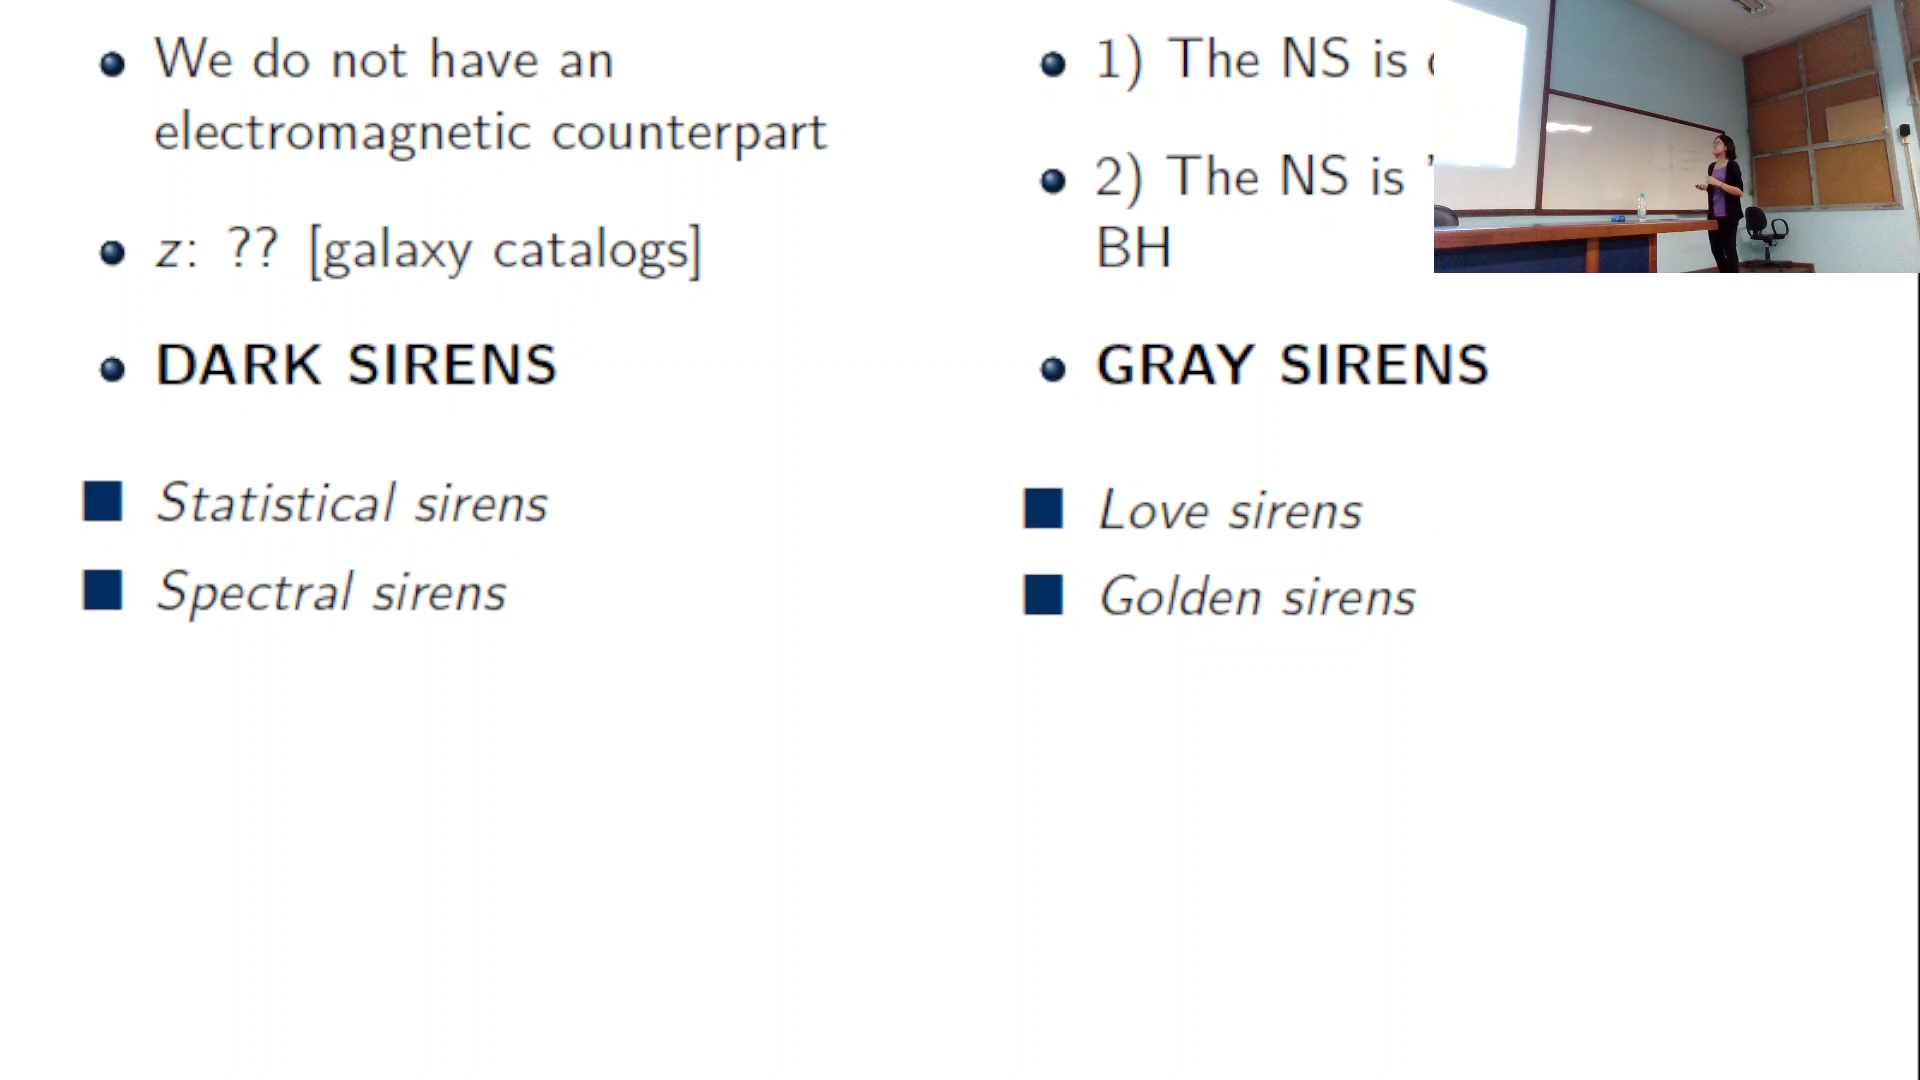 We do not have an
electromagnetic counterpart
z: ?? [galaxy catalogs]
DARK SIRENS
Statistical sirens
Spectral sirens
1) The NS is
2) The NS is
BH
GRAY SIRENS
Love sirens
Golden sirens